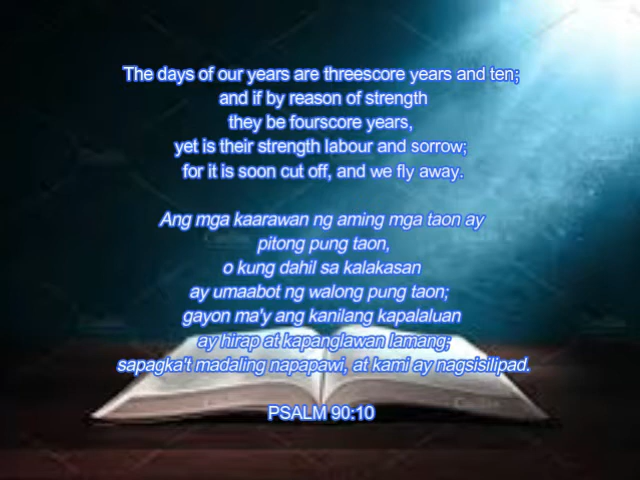 The days of our years are threescore years and ten;
and if by reason of strength
they be fourscore years,
yet is their strength labour and sorrow;
for it is soon cut off, and we fly away.
Ang mga kaarawan ng aming mga taon ay
pitong pung taon,
o kung dahil sa kalakasan
ay umaabot ng walong pung taon;
gayon ma'y ang kanilang kapalaluan
ay hirap at kapanglawan lamang;
sapagka't madaling napapawi, at kami ay nagsisilipad.
PSALM 90:10